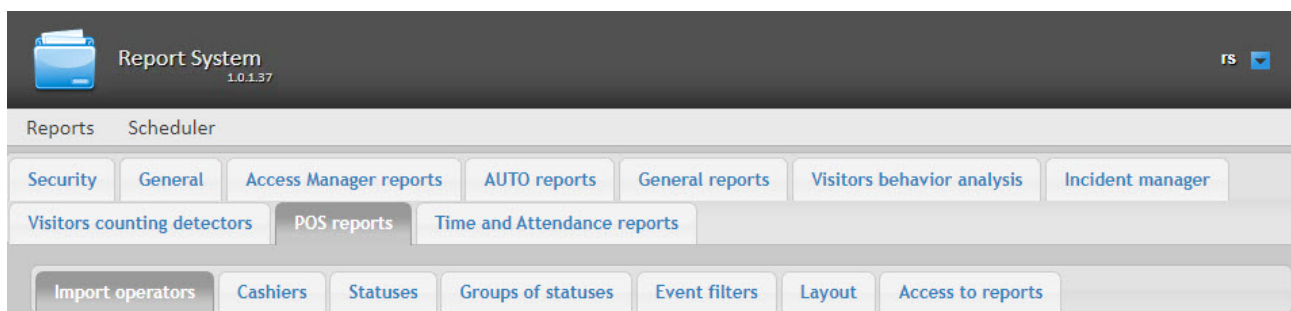 Report System
1.0.1.37
rs
Reports Scheduler
Security General Access Manager reports AUTO reports General reports Visitors behavior analysis Incident manager
Visitors counting detectors POS reports Time and Attendance reports
Import operators Cashiers Statuses Groups of statuses Event filters Layout Access to reports